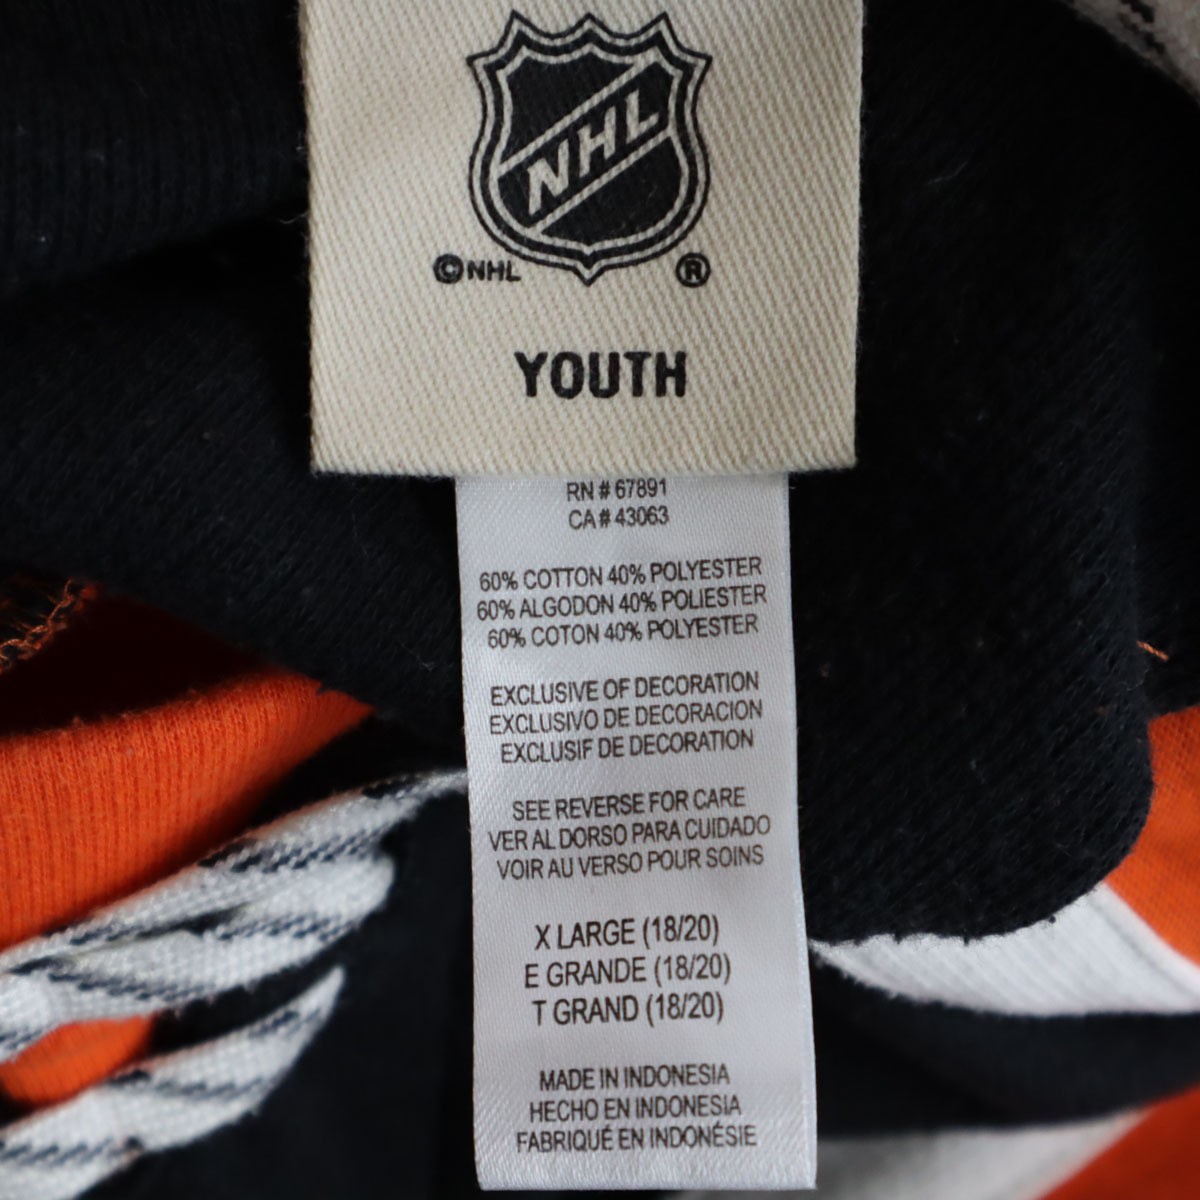 NHL
©NHL ®
YOUTH
RN # 67891
CA # 43063
60% COTTON 40% POLYESTER
60% ALGODON 40% POLIESTER
60% COTON 40% POLYESTER
EXCLUSIVE OF DECORATION
EXCLUSIVO DE DECORACION
EXCLUSIF DE DECORATION
SEE REVERSE FOR CARE
VER AL DORSO PARA CUIDADO
VOIR AU VERSO POUR SOINS
X LARGE (18/20)
E GRANDE (18/20)
T GRAND (18/20)
MADE IN INDONESIA
HECHO EN INDONESIA
FABRIQUÉ EN INDONÉSIE